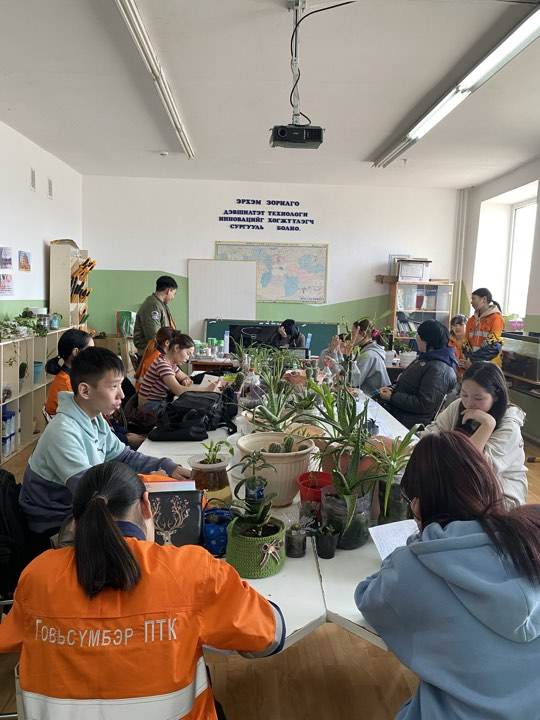 ЭРХЭМ ЗОРИЛГО
ДЭВШИЛТЭТ ТЕХНОЛОГИ
ИННОВАЦИЙГ ХӨГЖҮҮЛЭГЧ
СУРГУУЛЬ БОЛНО.
ГОВЬСҮМБЭР ПТК